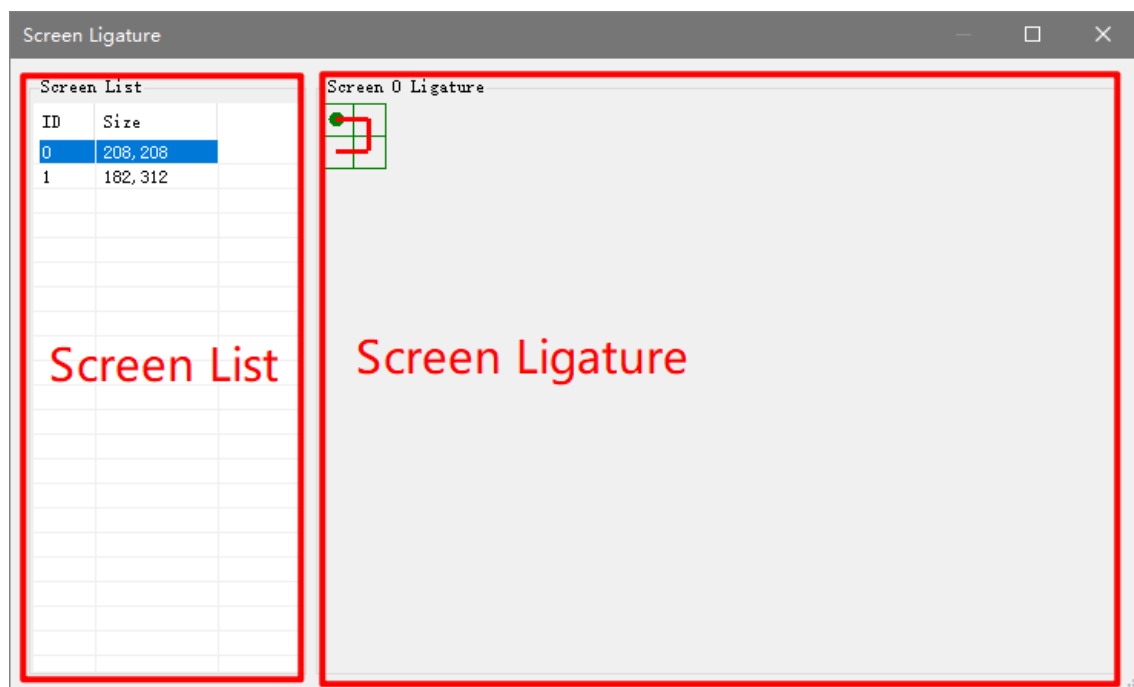 Screen Ligature
Screen List
ID Size
0 208, 208
1 182, 312
Screen List
Screen 0 Ligature
Screen Ligature